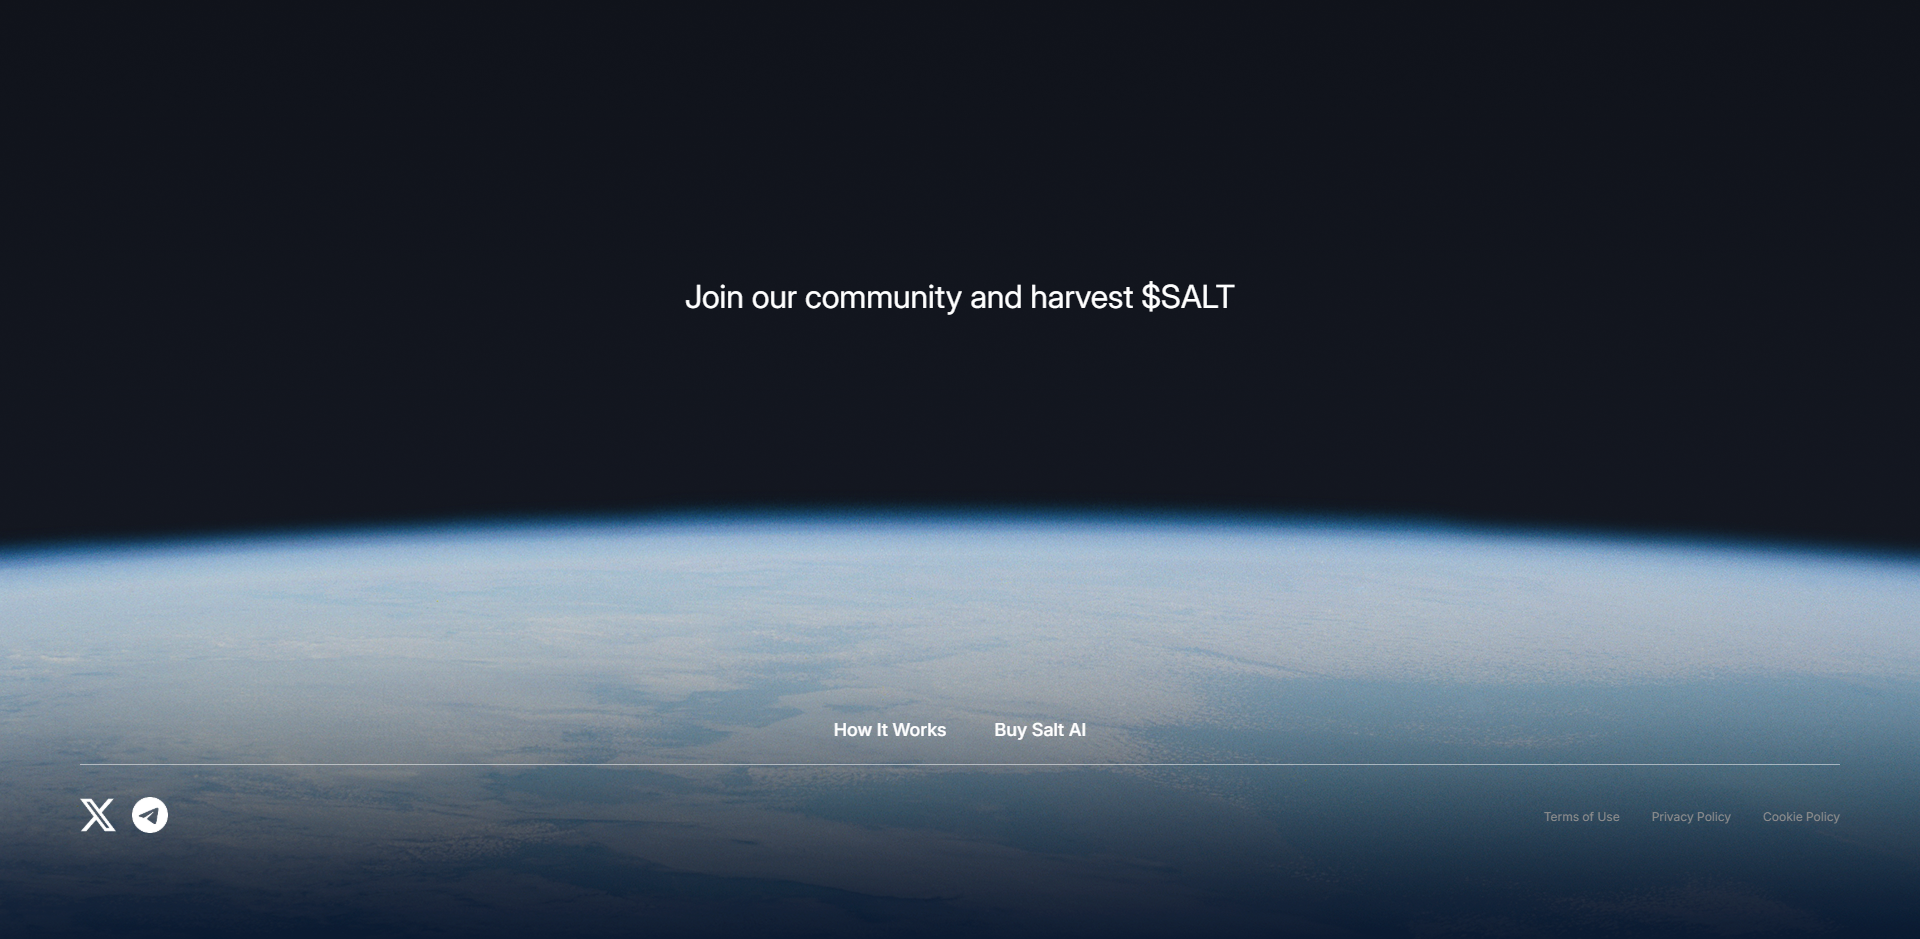 Join our community and harvest $SALT
How It Works Buy Salt AI
Terms of Use Privacy Policy Cookie Policy